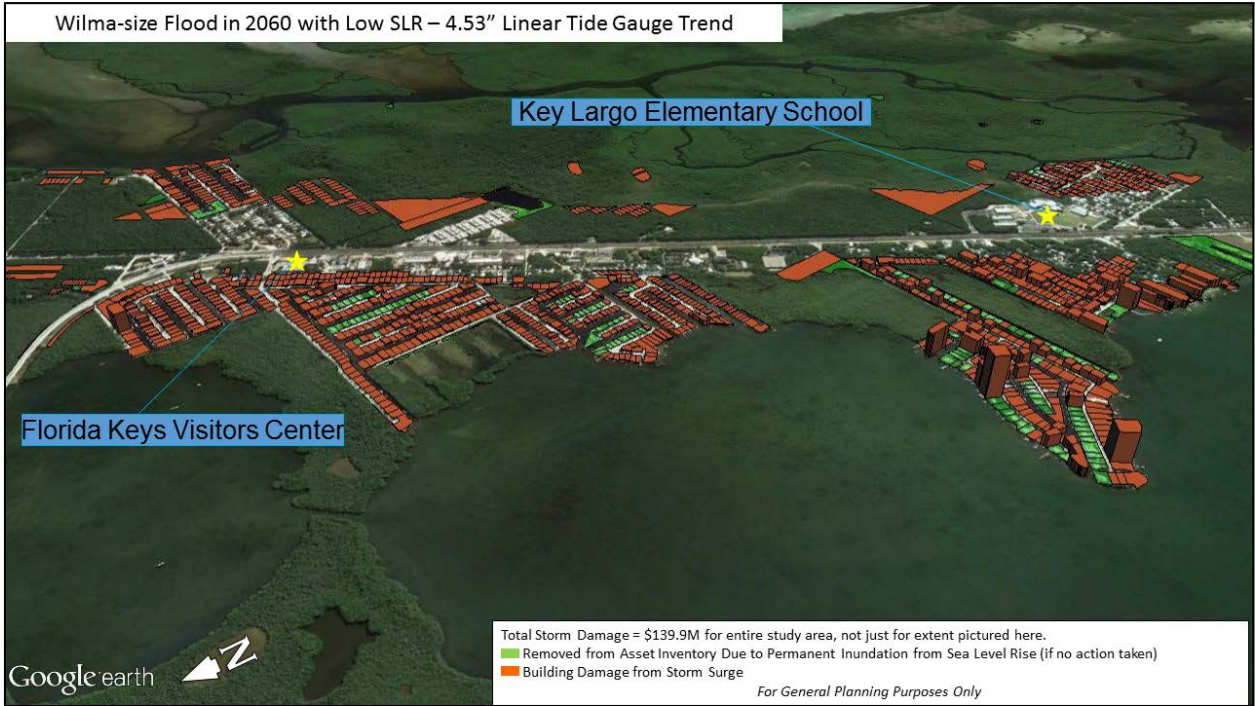 Wilma-size Flood in 2060 with Low SLR – 4.53” Linear Tide Gauge Trend
Key Largo Elementary School
Florida Keys Visitors Center
Total Storm Damage = $139.9M for entire study area, not just for extent pictured here.
Removed from Asset Inventory Due to Permanent Inundation from Sea Level Rise (if no action taken)
Building Damage from Storm Surge
For General Planning Purposes Only
Google earth
N